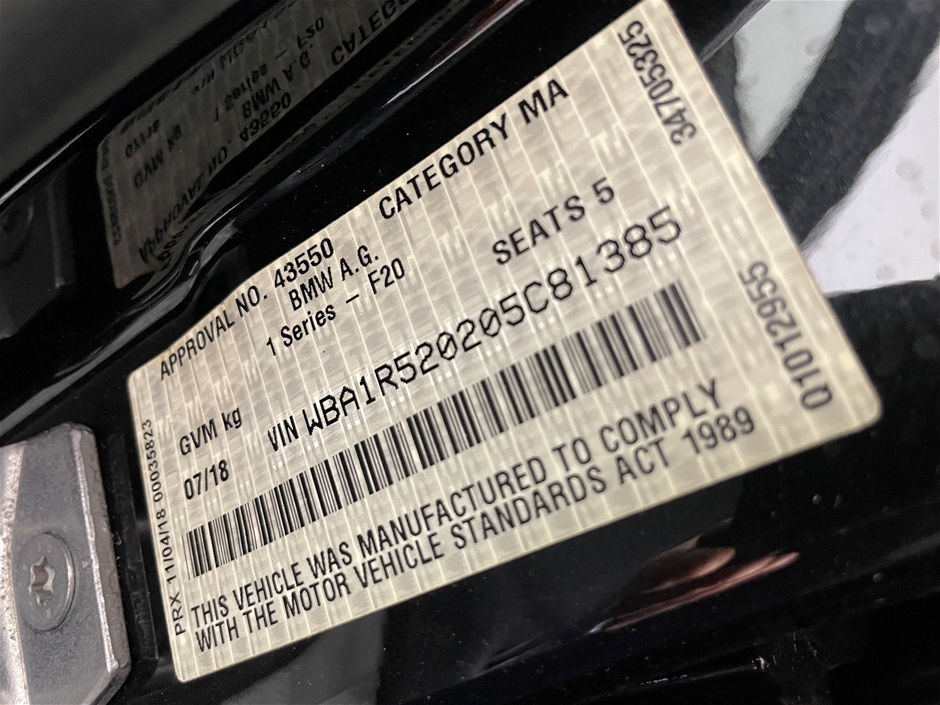 APPROVAL NO. 43550
CATEGORY MA
34705325
BMW A.G.
1 Series – F20
SEATS 5
GVM kg
VIN WBA1R520205C81385
07/18
Q10129955
THIS VEHICLE WAS MANUFACTURED TO COMPLY
WITH THE MOTOR VEHICLE STANDARDS ACT 1989
PRX 11/04/18 00035823